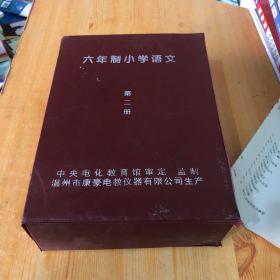 六年制小学语文
第二册
中央电化教育馆审定 监制
温州市康豪电教仪器有限公司生产